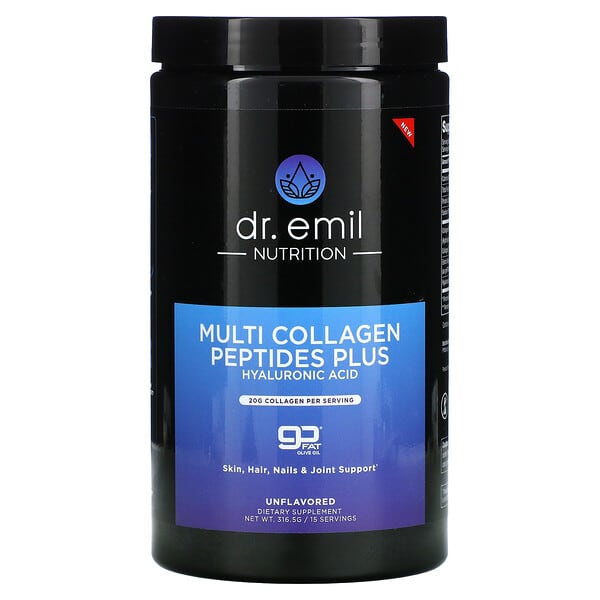 NEW
dr. emil
NUTRITION
MULTI COLLAGEN
PEPTIDES PLUS
HYALURONIC ACID
20G COLLAGEN PER SERVING
go
FAT
OLIVE OIL
Skin, Hair, Nails & Joint Support†
UNFLAVORED
DIETARY SUPPLEMENT
NET WT. 316.5G / 15 SERVINGS